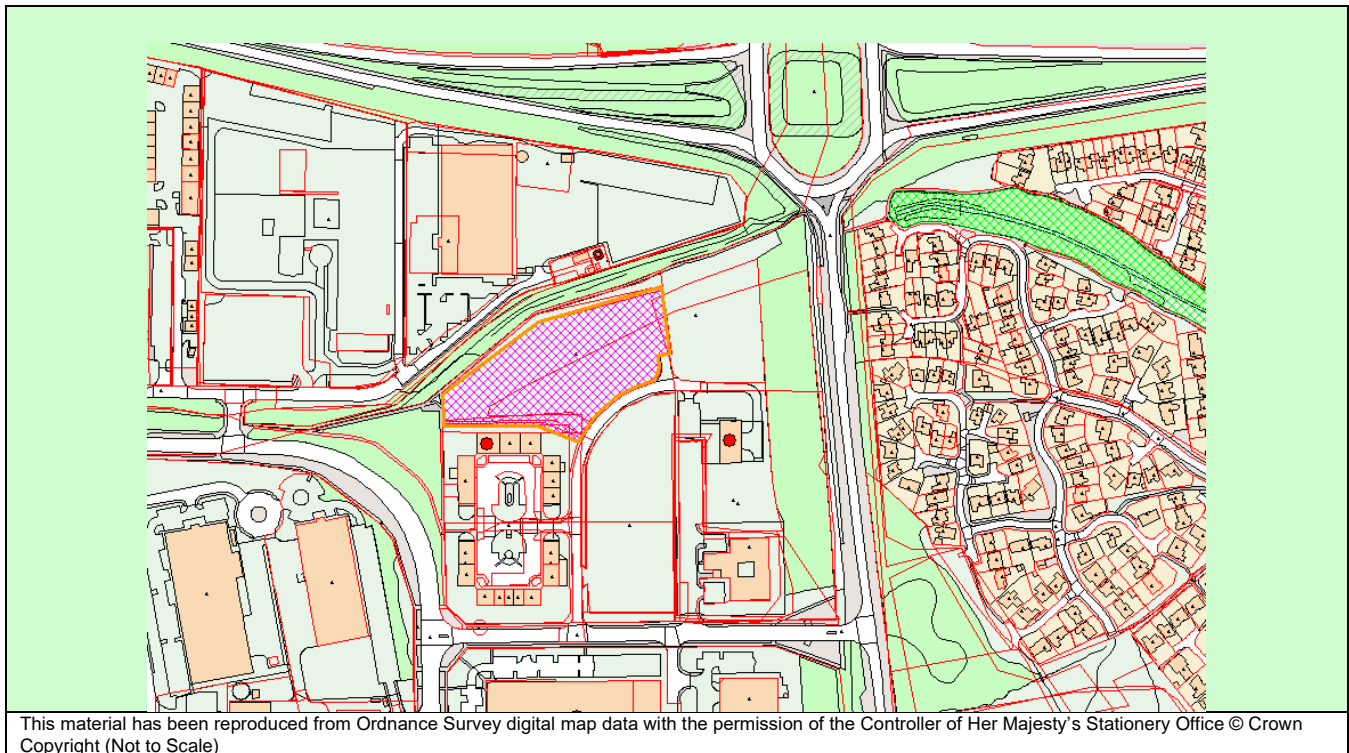 This material has been reproduced from Ordnance Survey digital map data with the permission of the Controller of Her Majesty's Stationery Office © Crown
Copyright (Not to Scale)